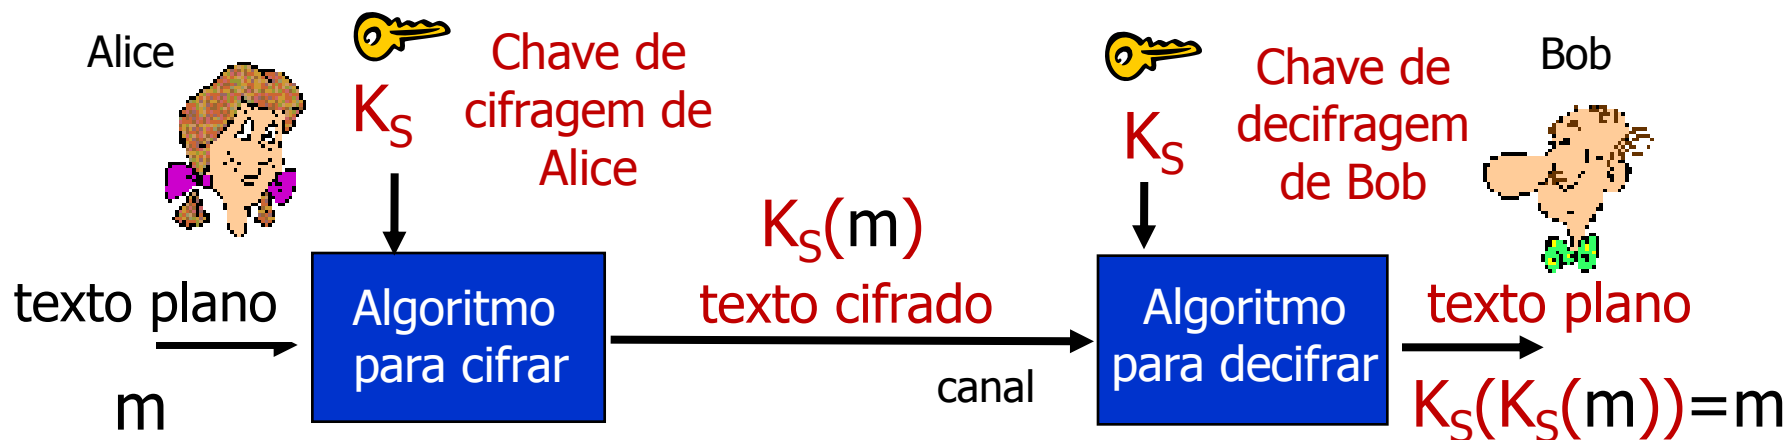 Alice
K_S
Chave de
cifragem de
Alice
K_S
Chave de
decifragem
de Bob
Bob
texto plano
m
Algoritmo
para cifrar
K_S(m)
texto cifrado
canal
Algoritmo
para decifrar
texto plano
K_S(K_S(m))=m